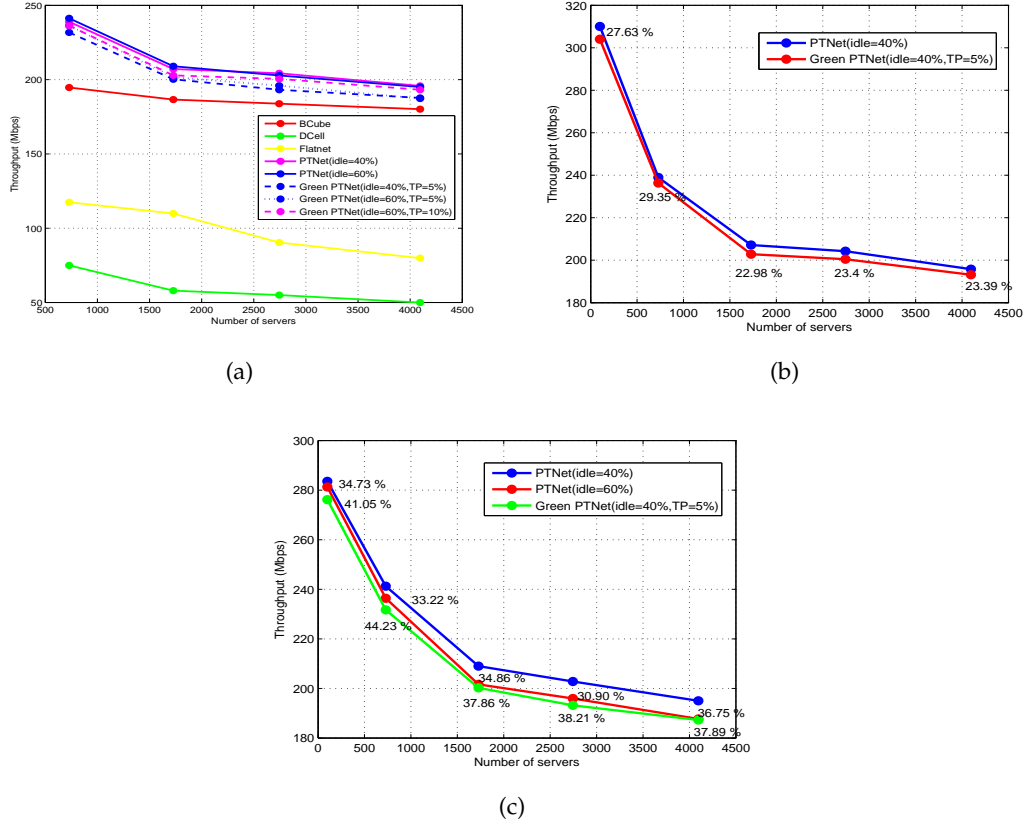 250
200
150
100
50
Throughput (Mbps)
500 1000 1500 2000 2500 3000 3500 4000 4500
Number of servers
BCube
DCell
Flatnet
PTNet(idle=40%)
PTNet(idle=60%)
Green PTNet(idle=40%,TP=5%)
Green PTNet(idle=60%,TP=5%)
Green PTNet(idle=60%,TP=10%)
(a)
320
300
280
260
240
220
200
180
Throughput (Mbps)
0 500 1000 1500 2000 2500 3000 3500 4000 4500
Number of servers
PTNet(idle=40%)
Green PTNet(idle=40%,TP=5%)
27.63 %
29.35 %
22.98 %
23.4 %
23.39 %
(b)
300
280
260
240
220
200
180
Throughput (Mbps)
0 500 1000 1500 2000 2500 3000 3500 4000 4500
Number of servers
PTNet(idle=40%)
PTNet(idle=60%)
Green PTNet(idle=40%,TP=5%)
34.73 %
41.05 %
33.22 %
44.23 %
34.86 %
37.86 %
30.90 %
38.21 %
36.75 %
37.89 %
(c)